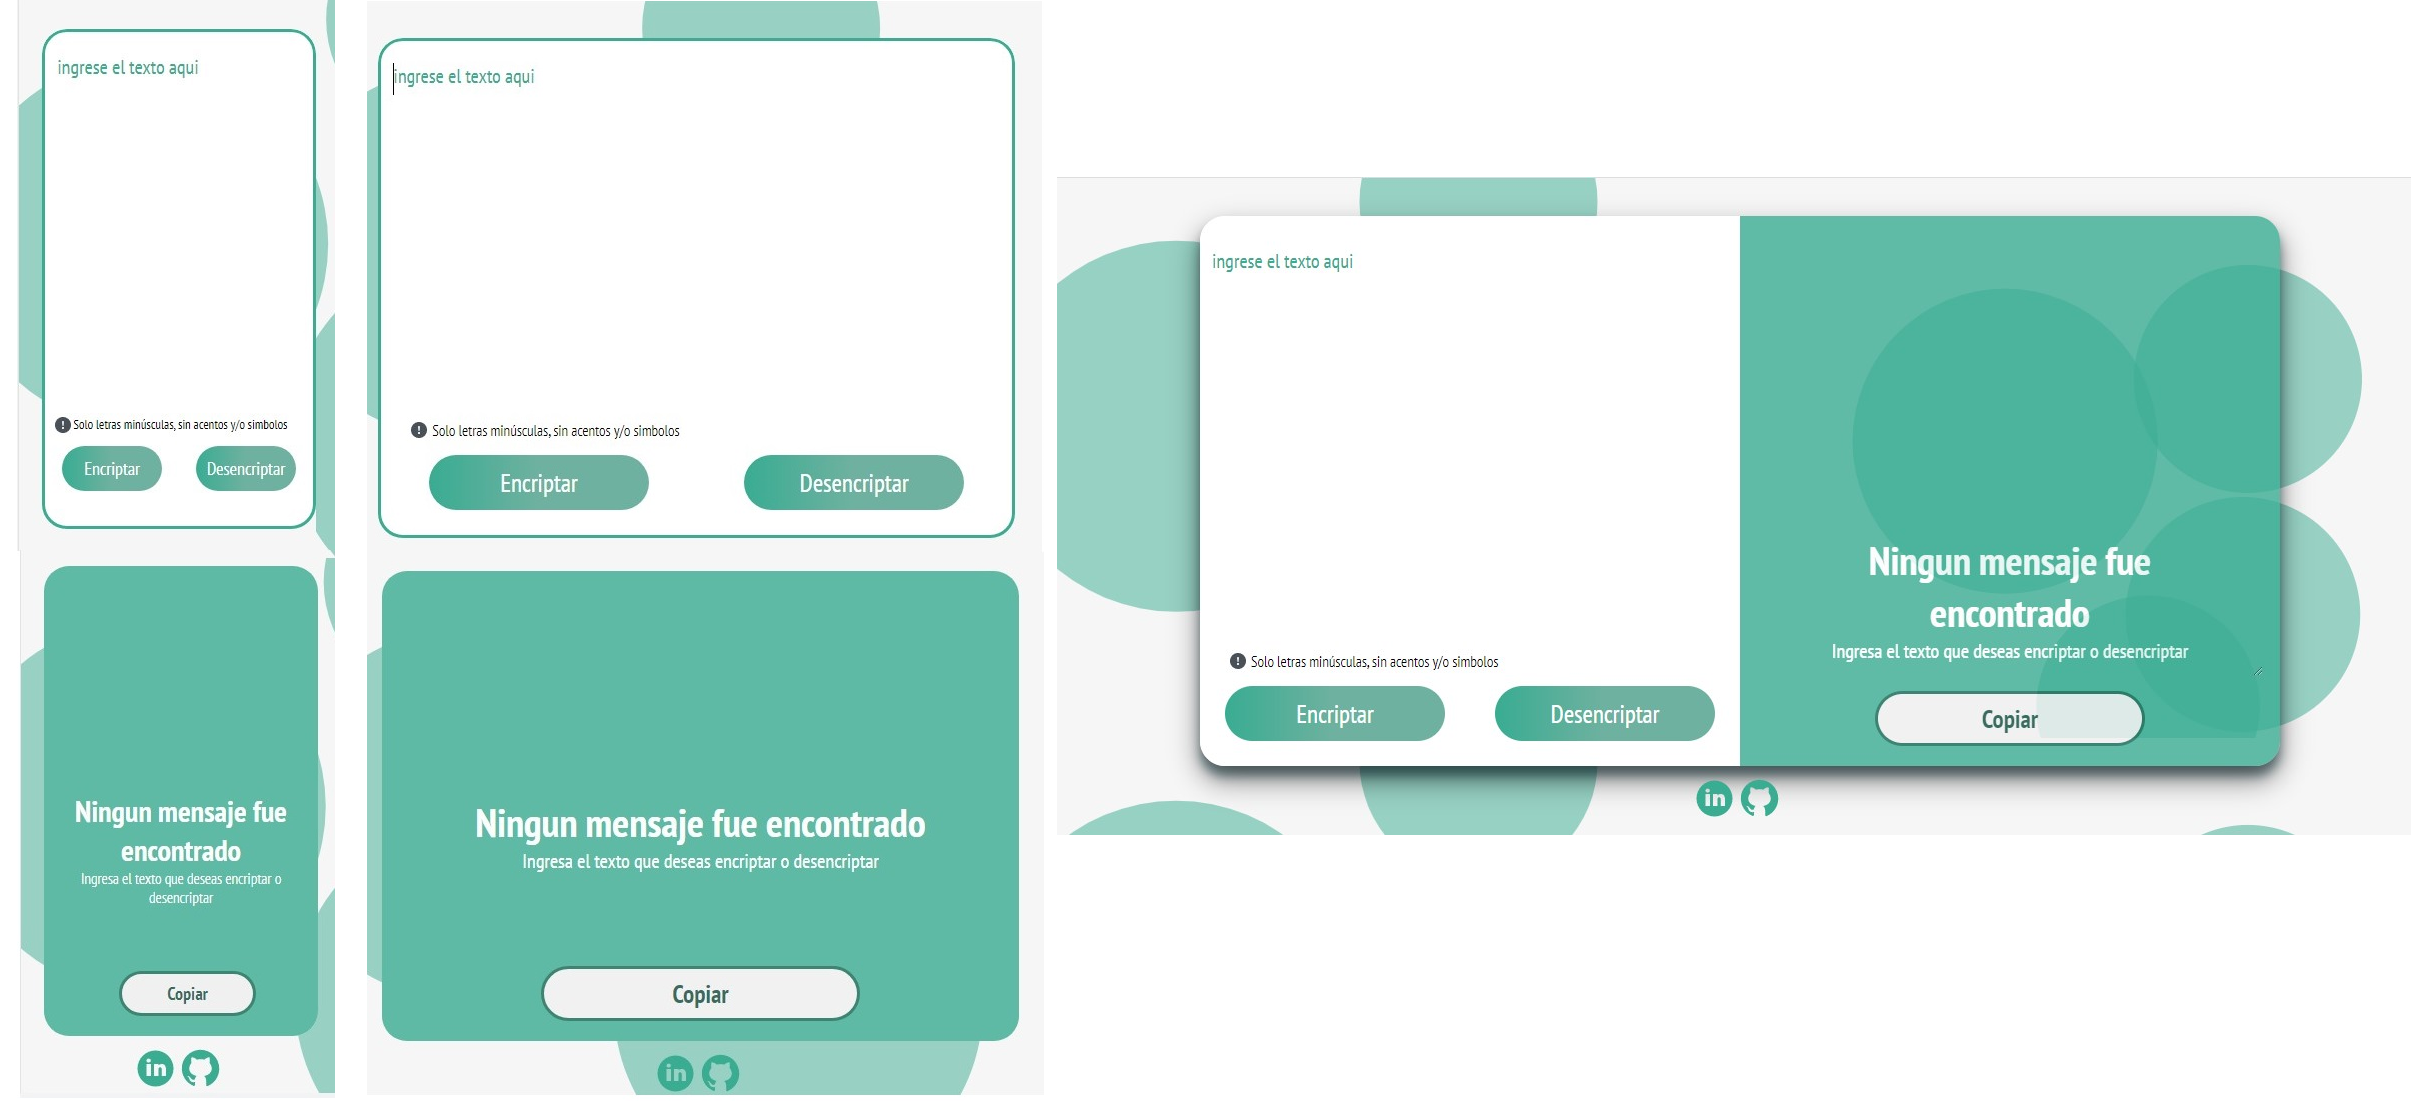 ingrese el texto aqui
Solo letras minúsculas, sin acentos y/o simbolos
Encriptar
Desencriptar
Ningun mensaje fue
encontrado
Ingresa el texto que deseas encriptar o
desencriptar
Copiar
in
ingrese el texto aqui
Solo letras minúsculas, sin acentos y/o simbolos
Encriptar
Desencriptar
Ningun mensaje fue encontrado
Ingresa el texto que deseas encriptar o desencriptar
Copiar
in
ingrese el texto aqui
Solo letras minúsculas, sin acentos y/o simbolos
Encriptar
Desencriptar
Ningun mensaje fue
encontrado
Ingresa el texto que deseas encriptar o desencriptar
Copiar
in